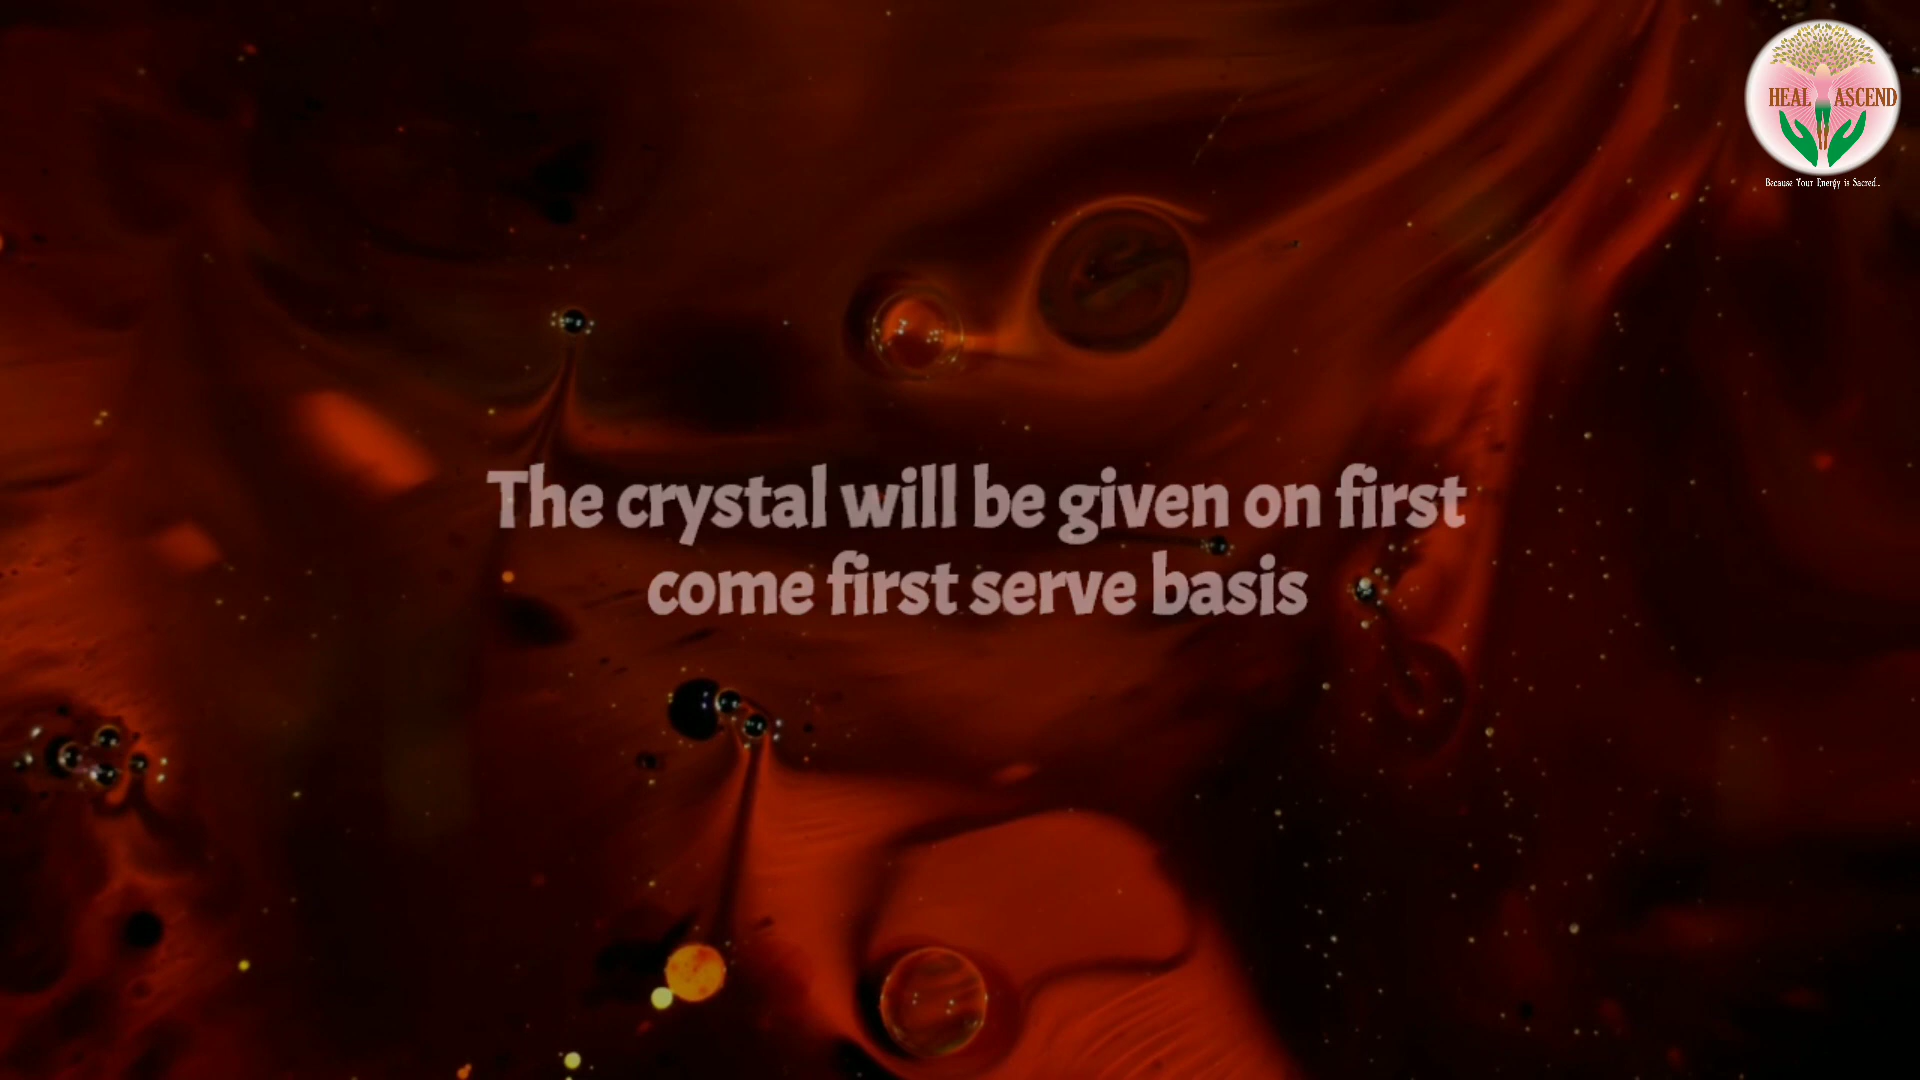 HEAL ASCEND
Because Your Energy is Sacred...
The crystal will be given on first
come first serve basis